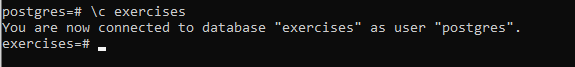 postgres=# \c exercises
You are now connected to database "exercises" as user "postgres".
exercises=#